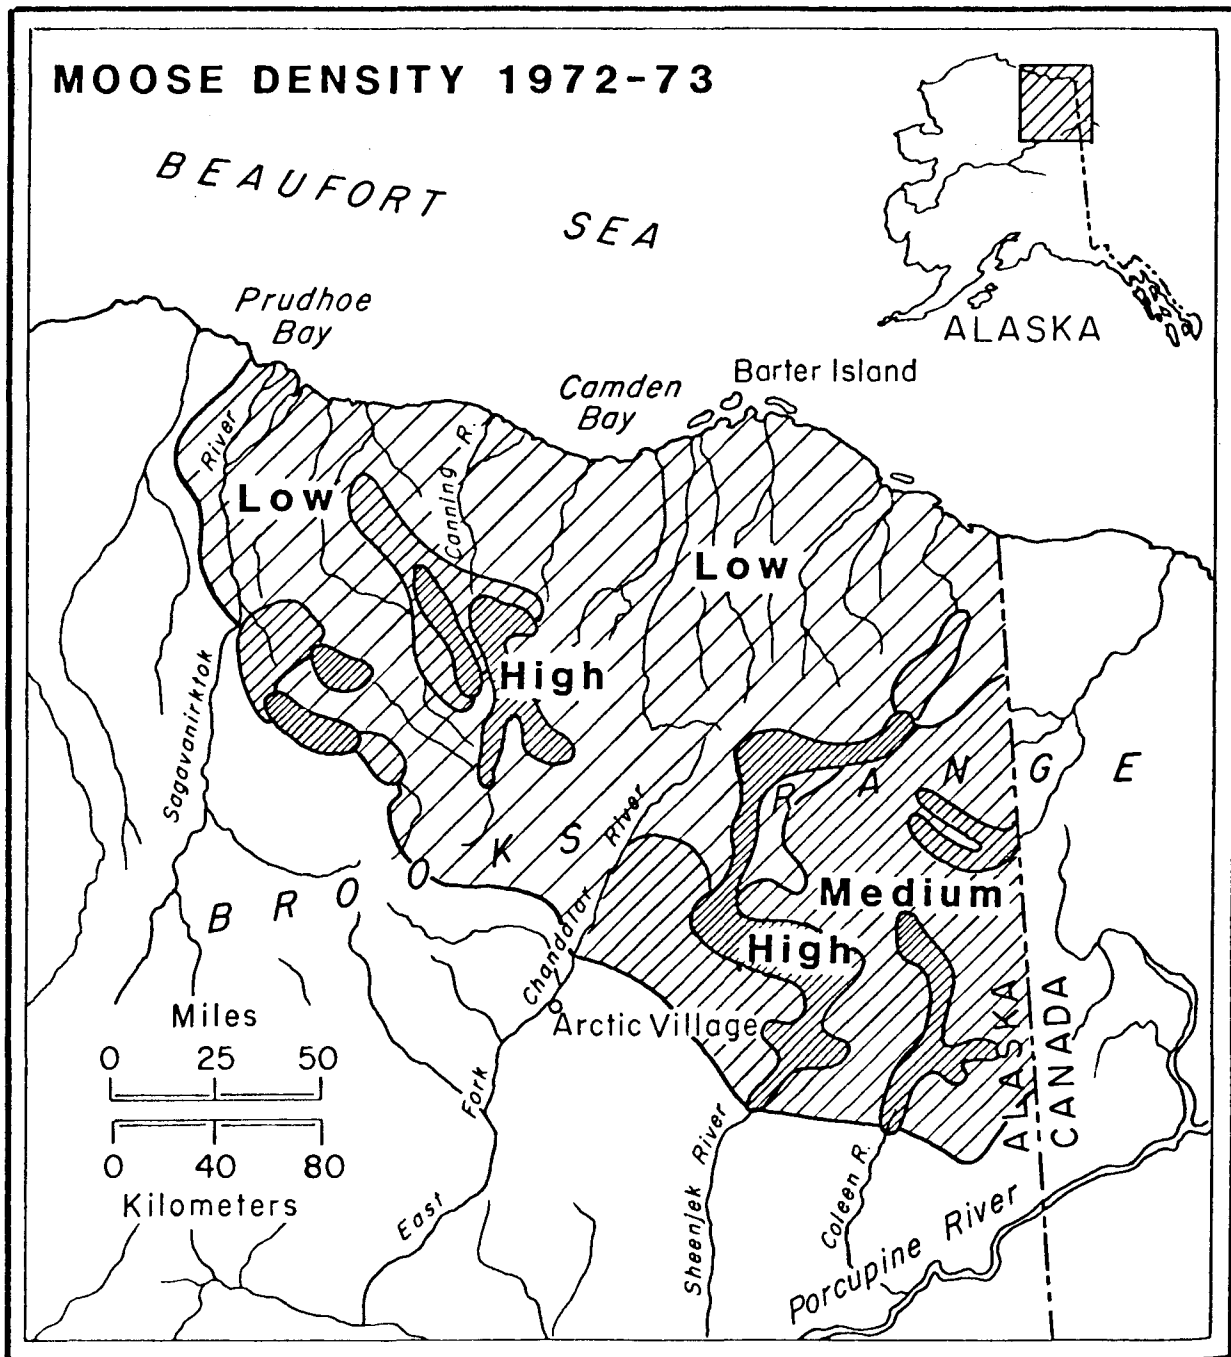 MOOSE DENSITY 1972-73
BEAUFORT SEA
ALASKA
Prudhoe
Bay
Camden
Bay
Barter Island
River
Canning R.
Low
Low
High
Sagavanirktok
BROOKS RANGE
River
Chandalar
Medium
High
Arctic Village
ALASKA
CANADA
Miles
0 25 50
0 40 80
Kilometers
Fork
East
Sheenjek River
Coleen R.
Porcupine River